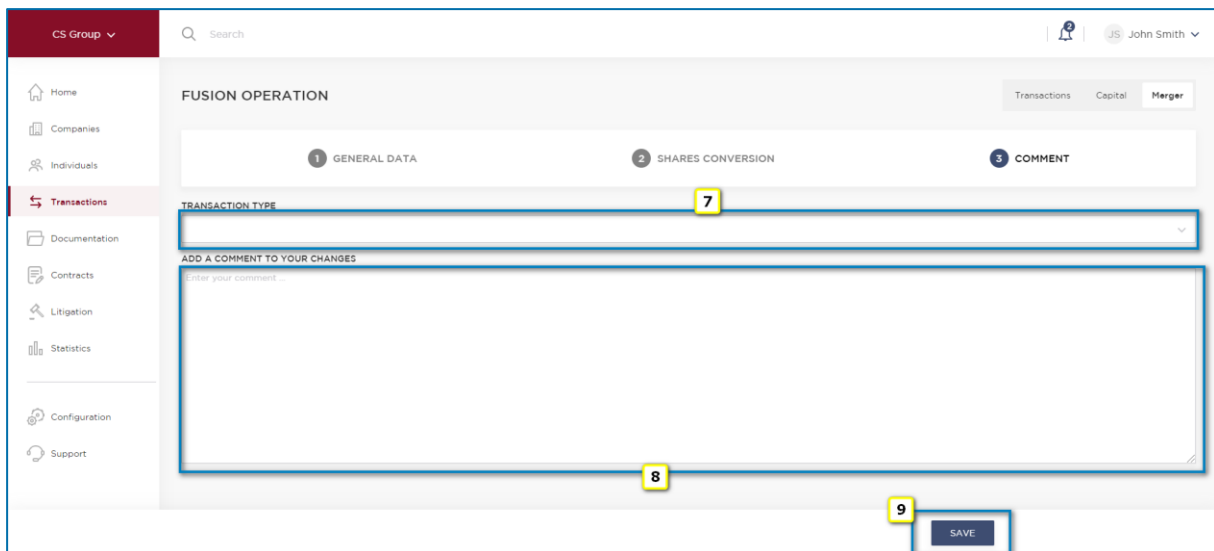 CS Group
Search
2
JS John Smith
Home
Companies
Individuals
Transactions
Documentation
Contracts
Litigation
Statistics
Configuration
Support
FUSION OPERATION
Transactions Capital Merger
1 GENERAL DATA 2 SHARES CONVERSION 3 COMMENT
7
TRANSACTION TYPE
ADD A COMMENT TO YOUR CHANGES
Enter your comment ...
8
9
SAVE